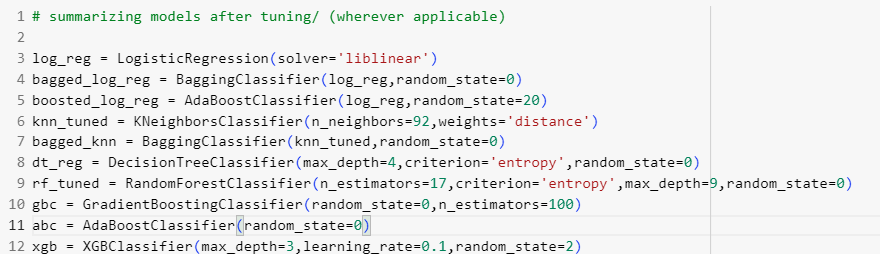 1 # summarizing models after tuning/ (wherever applicable)
2
3 log_reg = LogisticRegression(solver='liblinear')
4 bagged_log_reg = BaggingClassifier(log_reg,random_state=0)
5 boosted_log_reg = AdaBoostClassifier(log_reg,random_state=20)
6 knn_tuned = KNeighborsClassifier(n_neighbors=92,weights='distance')
7 bagged_knn = BaggingClassifier(knn_tuned,random_state=0)
8 dt_reg = DecisionTreeClassifier(max_depth=4,criterion='entropy',random_state=0)
9 rf_tuned = RandomForestClassifier(n_estimators=17,criterion='entropy',max_depth=9,random_state=0)
10 gbc = GradientBoostingClassifier(random_state=0,n_estimators=100)
11 abc = AdaBoostClassifier(random_state=0)
12 xgb = XGBClassifier(max_depth=3,learning_rate=0.1,random_state=2)